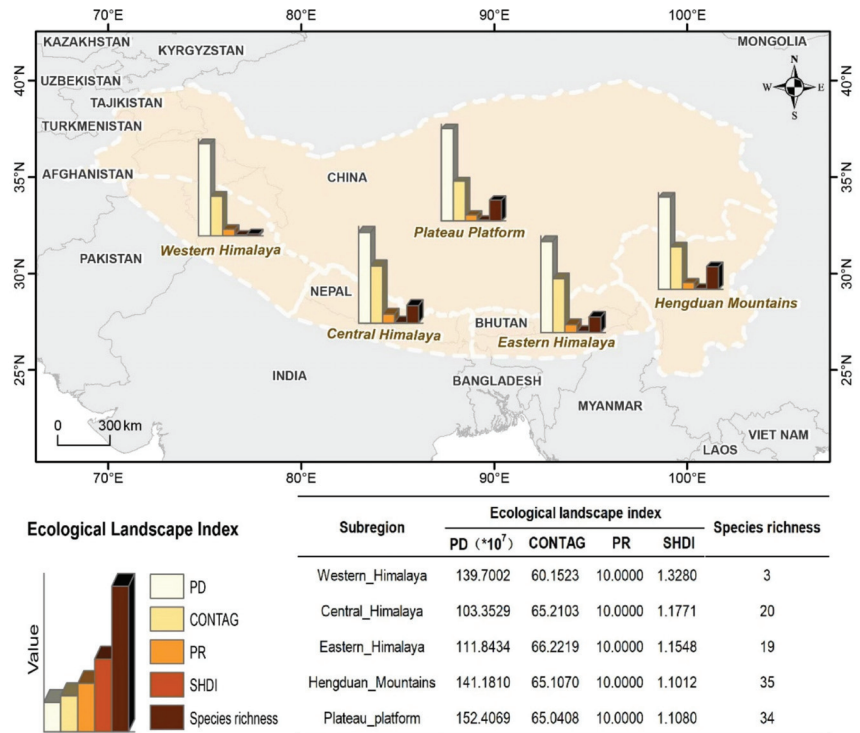 70°E 80°E 90°E 100°E
KAZAKHSTAN
KYRGYZSTAN
MONGOLIA
N
W E
S
40°N 40°N
UZBEKISTAN
TAJIKISTAN
TURKMENISTAN
35°N 35°N
AFGHANISTAN
CHINA
Plateau Platform
Western Himalaya
PAKISTAN
30°N 30°N
NEPAL
Hengduan Mountains
BHUTAN
Central Himalaya
Eastern Himalaya
25°N 25°N
INDIA
BANGLADESH
MYANMAR
0 300 km
VIET NAM
LAOS
70°E 80°E 90°E 100°E
Ecological Landscape Index
Value
PD
CONTAG
PR
SHDI
Species richness
Subregion Ecological landscape index Species richness
PD (*10⁷) CONTAG PR SHDI
Western_Himalaya 139.7002 60.1523 10.0000 1.3280 3
Central_Himalaya 103.3529 65.2103 10.0000 1.1771 20
Eastern_Himalaya 111.8434 66.2219 10.0000 1.1548 19
Hengduan_Mountains 141.1810 65.1070 10.0000 1.1012 35
Plateau_platform 152.4069 65.0408 10.0000 1.1080 34